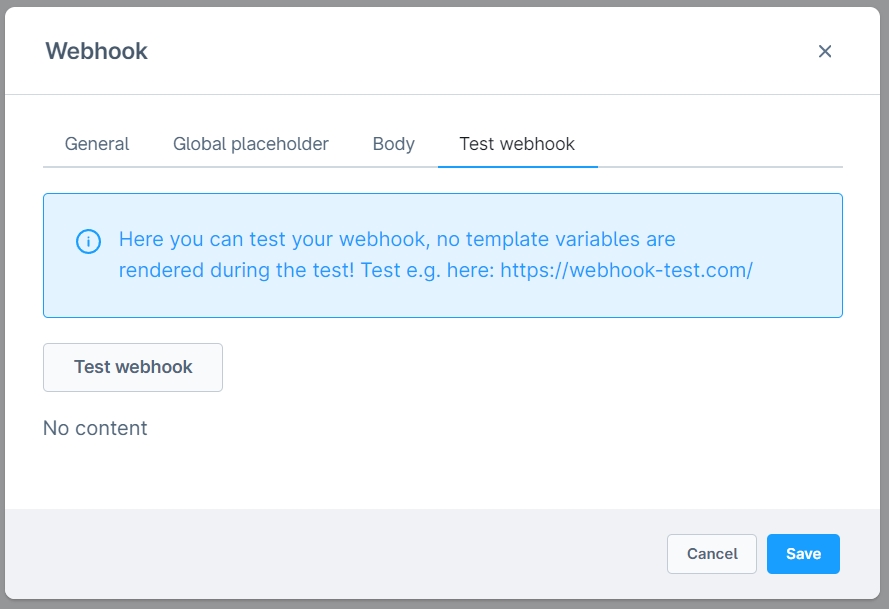 Webhook
General Global placeholder Body Test webhook
Here you can test your webhook, no template variables are
rendered during the test! Test e.g. here: https://webhook-test.com/
Test webhook
No content
Cancel Save